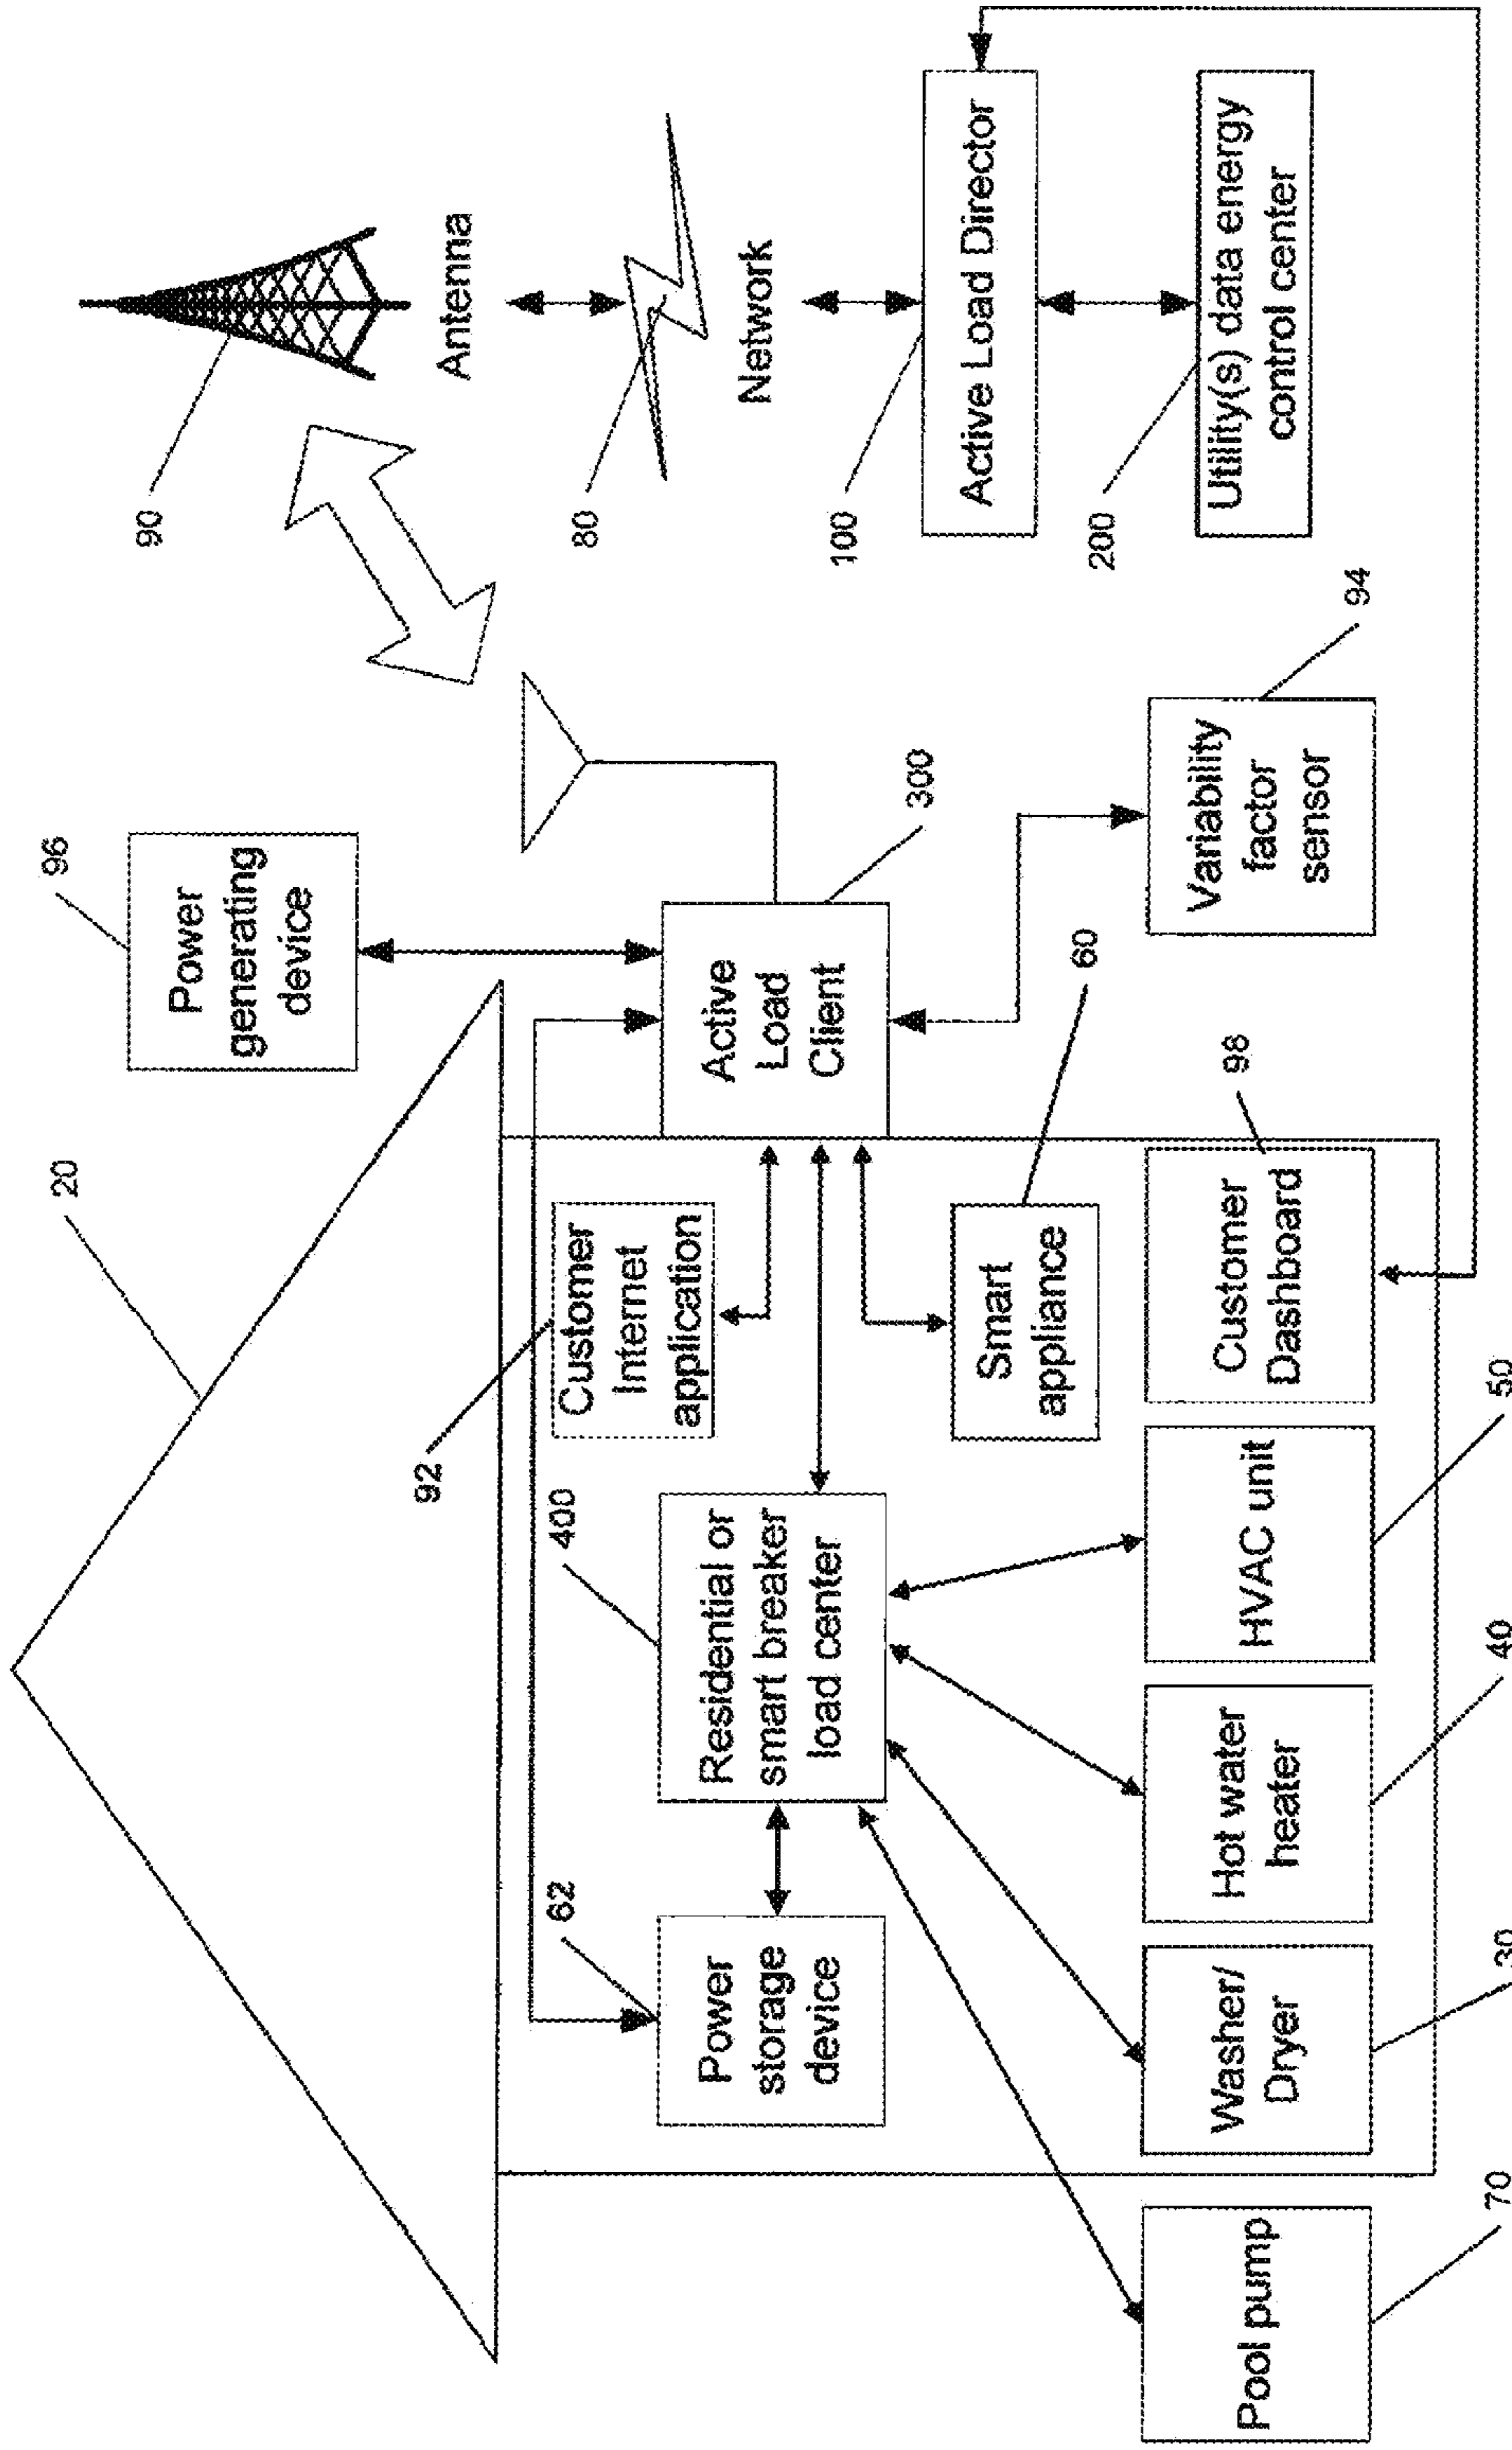 20
96
Power
generating
device
90
Antenna
80
Network
100
Active Load Director
200
Utility(s) data energy
control center
300
Active
Load
Client
94
Variability
factor
sensor
92
Customer
Internet
application
60
Smart
appliance
98
Customer
Dashboard
400
Residential or
smart breaker
load center
62
Power
storage
device
50
HVAC unit
40
Hot water
heater
30
Washer/
Dryer
70
Pool pump